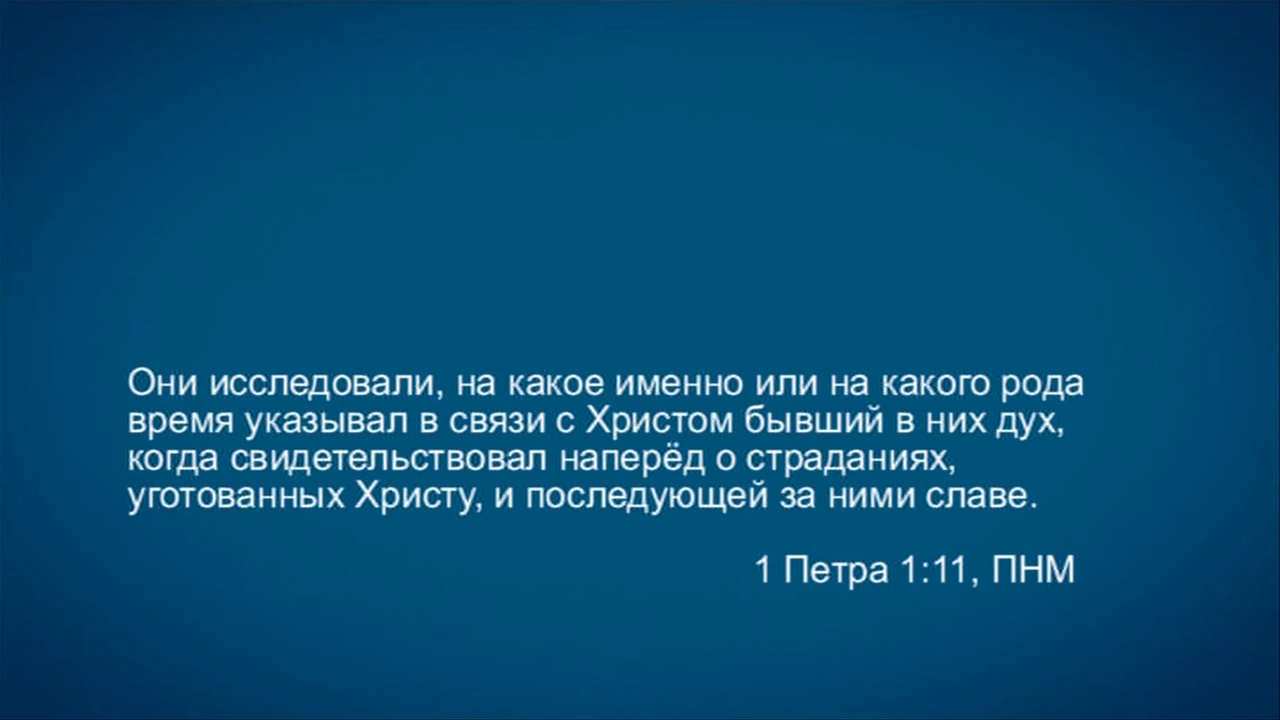 Они исследовали, на какое именно или на какого рода
время указывал в связи с Христом бывший в них дух,
когда свидетельствовал наперёд о страданиях,
уготованных Христу, и последующей за ними славе.
1 Петра 1:11, ПНМ